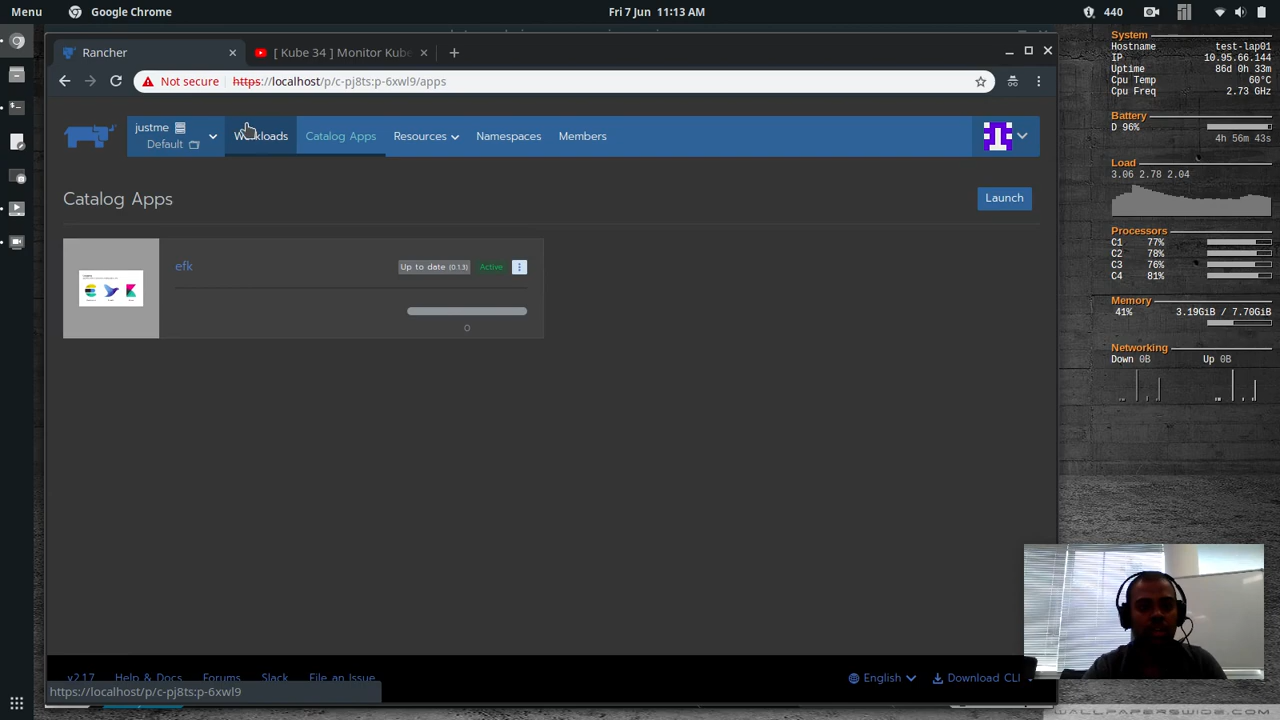 Menu Google Chrome Fri 7 Jun 11:13 AM 440
Rancher
[ Kube 34 ] Monitor Kube
Not secure https://localhost/p/c-pj8ts:p-6xwl9/apps
justme
Default
Workloads Catalog Apps Resources Namespaces Members
Catalog Apps
Launch
efk
Up to date (0.1.3) Active
0
v2.1.7 Help & Docs Forums File an
English Download CLI
https://localhost/p/c-pj8ts:p-6xwl9
System
Hostname test-lap01
IP 10.95.66.144
Uptime 86d 0h 33m
Cpu Temp 60°C
Cpu Freq 2.73 GHz
Battery
D 96%
4h 56m 43s
Load
3.06 2.78 2.04
Processors
C1 77%
C2 78%
C3 76%
C4 81%
Memory
41% 3.19GiB / 7.70GiB
Networking
Down 0B Up 0B
WALLPAPERSWIDE.COM